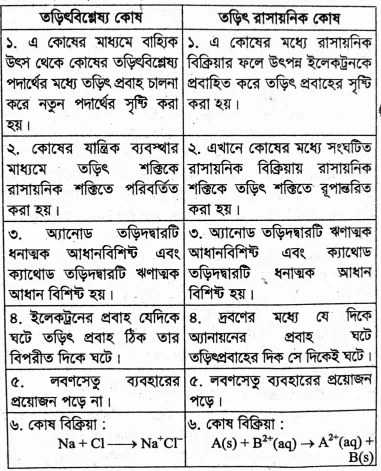 তড়িৎবিশ্লেষ্য কোষ
১. এ কোষের মাধ্যমে বাহ্যিক
উৎস থেকে কোষের তড়িৎবিশ্লেষ্য
পদার্থের মধ্যে তড়িৎ প্রবাহ চালনা
করে নতুন পদার্থের সৃষ্টি করা
হয়।
২. কোষের যান্ত্রিক ব্যবস্থার
মাধ্যমে তড়িৎ শক্তিকে
রাসায়নিক শক্তিতে পরিবর্তিত
করা হয়।
৩. অ্যানোড তড়িদদ্বারটি
ধনাত্মক আধানবিশিষ্ট এবং
ক্যাথোড তড়িদদ্বারটি ঋণাত্মক
আধান বিশিষ্ট হয়।
৪. ইলেকট্রনের প্রবাহ যেদিকে
ঘটে তড়িৎ প্রবাহ ঠিক তার
বিপরীত দিকে ঘটে।
৫. লবণসেতু ব্যবহারের
প্রয়োজন পড়ে না।
৬. কোষ বিক্রিয়া :
Na + Cl ⟶ Na⁺Cl⁻
তড়িৎ রাসায়নিক কোষ
১. এ কোষের মধ্যে রাসায়নিক
বিক্রিয়ার ফলে উৎপন্ন ইলেকট্রনকে
প্রবাহিত করে তড়িৎ প্রবাহের সৃষ্টি
করা হয়।
২. এখানে কোষের মধ্যে সংঘটিত
রাসায়নিক বিক্রিয়ায় রাসায়নিক
শক্তিকে তড়িৎ শক্তিতে রূপান্তরিত
করা হয়।
৩. অ্যানোড তড়িদদ্বারটি ঋণাত্মক
আধানবিশিষ্ট এবং ক্যাথোড
তড়িদদ্বারটি ধনাত্মক আধান
বিশিষ্ট হয়।
৪. দ্রবণের মধ্যে যে দিকে
অ্যানায়নের প্রবাহ ঘটে
তড়িৎপ্রবাহের দিক সে দিকেই ঘটে।
৫. লবণসেতু ব্যবহারের প্রয়োজন
পড়ে।
৬. কোষ বিক্রিয়া :
A(s) + B²⁺(aq) → A²⁺(aq) +
B(s)